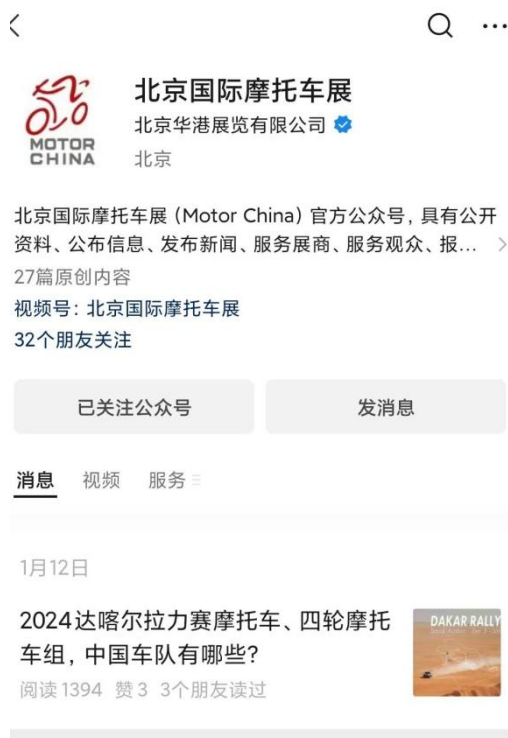 MOTOR
CHINA
北京国际摩托车展
北京华港展览有限公司
北京
北京国际摩托车展（Motor China）官方公众号，具有公开
资料、公布信息、发布新闻、服务展商、服务观众、报...
27篇原创内容
视频号：北京国际摩托车展
32个朋友关注
已关注公众号
发消息
消息
视频
服务
1月12日
2024达喀尔拉力赛摩托车、四轮摩托
车组，中国车队有哪些？
DAKAR RALLY
阅读1394 赞3 3个朋友读过